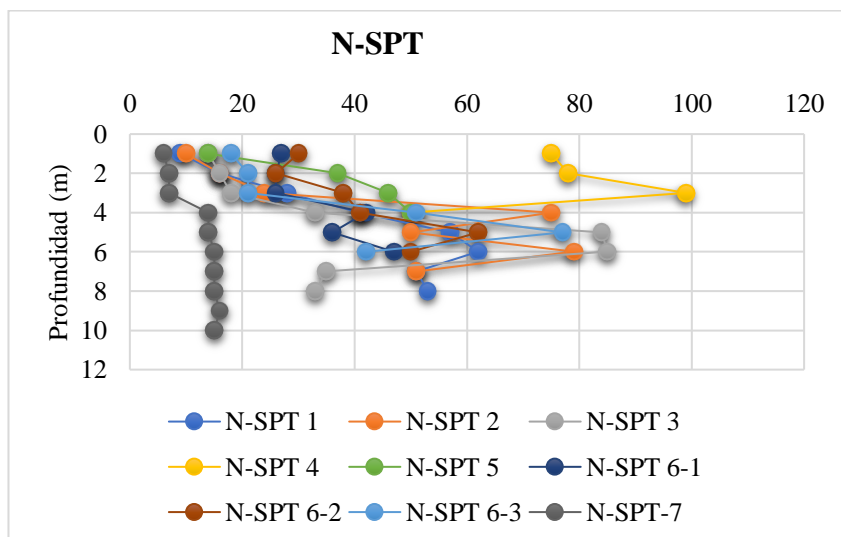 N-SPT
0 20 40 60 80 100 120
0
2
4
6
8
10
12
Profundidad (m)
N-SPT 1 N-SPT 2 N-SPT 3
N-SPT 4 N-SPT 5 N-SPT 6-1
N-SPT 6-2 N-SPT 6-3 N-SPT-7